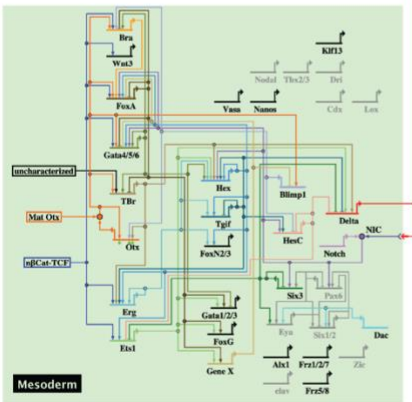 Bra
Klf13
Wnt3
Nodal Tbx2/3 Dri
FoxA
Vasa Nanos Cdx Lox
Gata4/5/6
uncharacterized
Hex
Blimp1
TBr
Mat Otx
Tgif Delta
Otx
HesC
NIC
FoxN2/3
Notch
nβCat-TCF
Six3 Pax6
Erg
Gata1/2/3
Eya Six1/2 Dac
Ets1
FoxG
Alx1 Frz1/2/7 Zic
Gene X
Mesoderm
elav Frz5/8